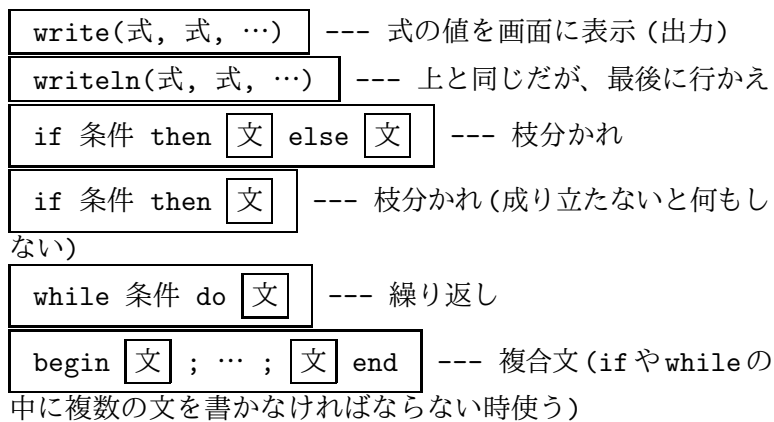 write(式, 式, …) --- 式の値を画面に表示 (出力)
writeln(式, 式, …) --- 上と同じだが、最後に行かえ
if 条件 then 文 else 文 --- 枝分かれ
if 条件 then 文 --- 枝分かれ (成り立たないと何もし
ない)
while 条件 do 文 --- 繰り返し
begin 文 ; … ; 文 end --- 複合文 (if や while の
中に複数の文を書かなければならない時使う)